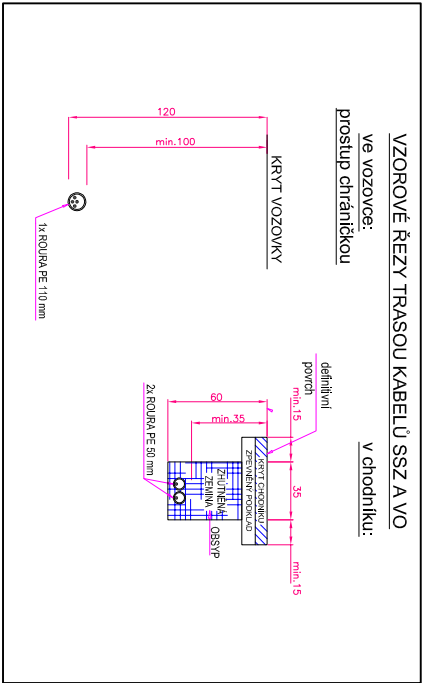 VZOROVÉ ŘEZY TRASOU KABELŮ SSZ A VO
ve vozovce:
prostup chráničkou
KRYT VOZOVKY
120
min.100
1x ROURA PE 110 mm
v chodníku:
definitivní
povrch
min.15
35
min.15
60
min.35
KRYT CHODNÍKU
ZPEVNĚNÝ PODKLAD
ZHUTNĚNÁ
ZEMINA
OBSYP
2x ROURA PE 50 mm